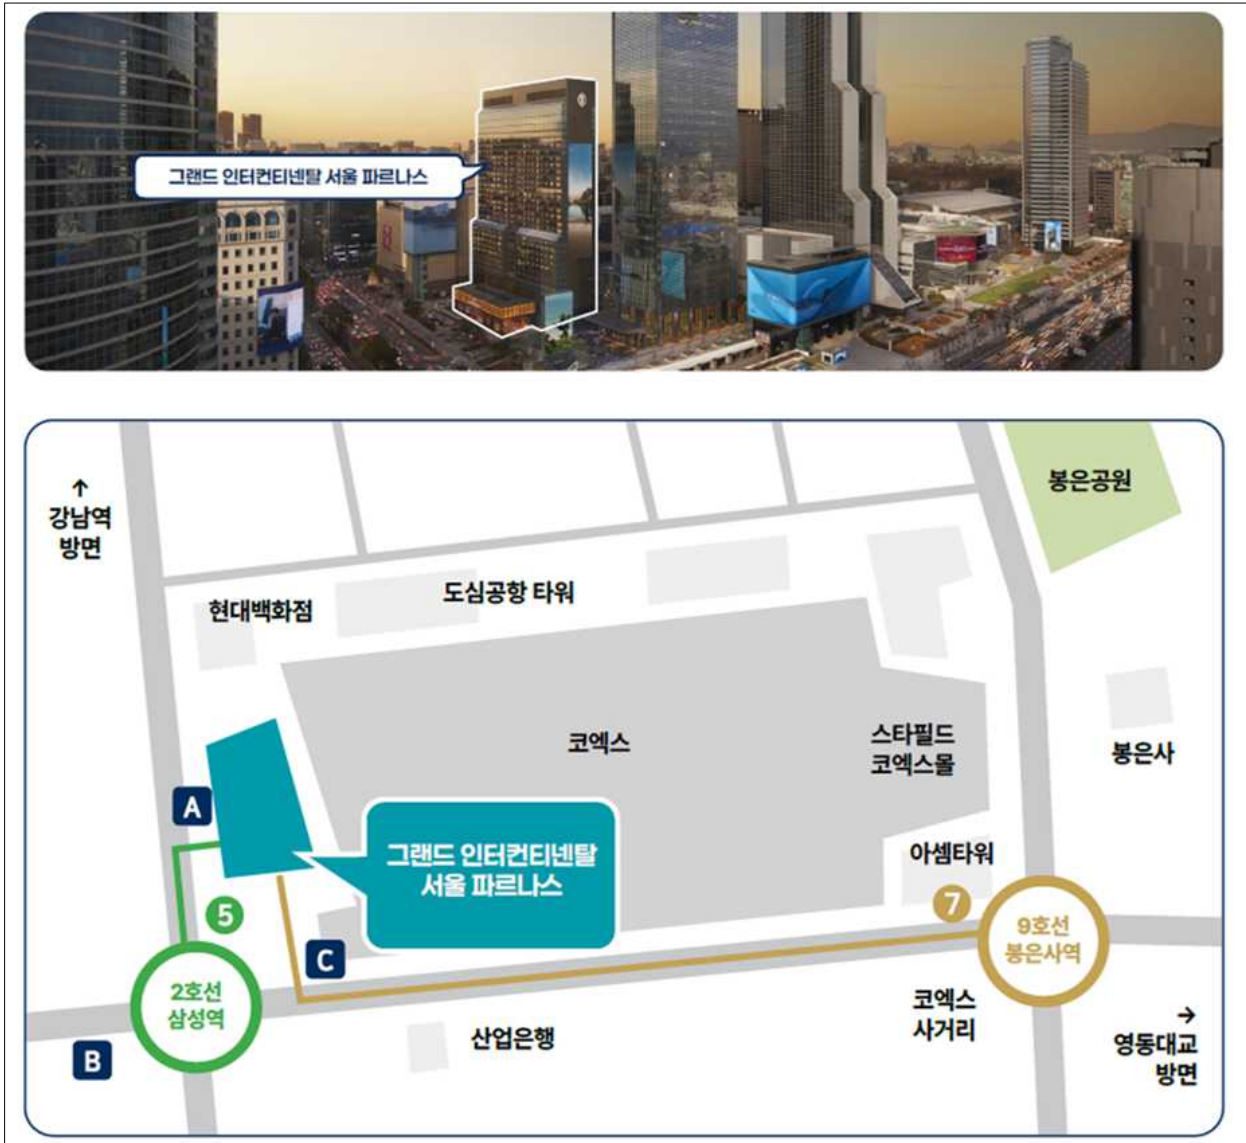 그랜드 인터컨티넨탈 서울 파르나스
↑
강남역
방면
봉은공원
현대백화점
도심공항 타워
코엑스
스타필드
코엑스몰
봉은사
A
그랜드 인터컨티넨탈
서울 파르나스
아셈타워
5
7
9호선
봉은사역
C
2호선
삼성역
B
산업은행
코엑스
사거리
→
영동대교
방면